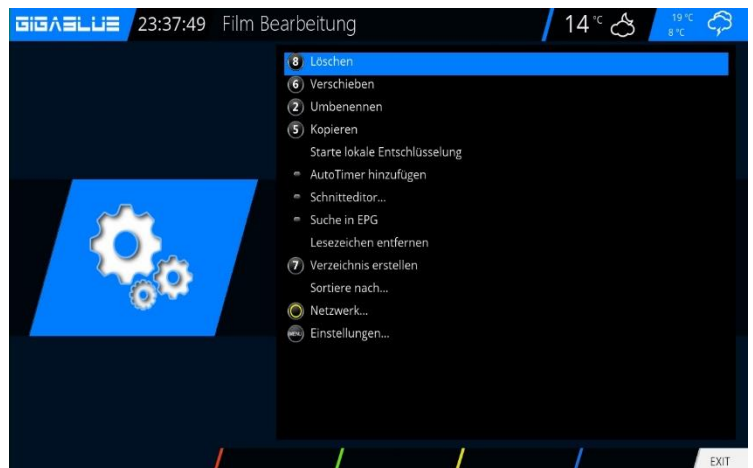 GIGABLUE 23:37:49 Film Bearbeitung 14 °C 19 °C
8 °C
8 Löschen
6 Verschieben
2 Umbenennen
5 Kopieren
Starte lokale Entschlüsselung
AutoTimer hinzufügen
Schnitteditor...
Suche in EPG
Lesezeichen entfernen
7 Verzeichnis erstellen
Sortiere nach...
Netzwerk...
MENU Einstellungen...
EXIT